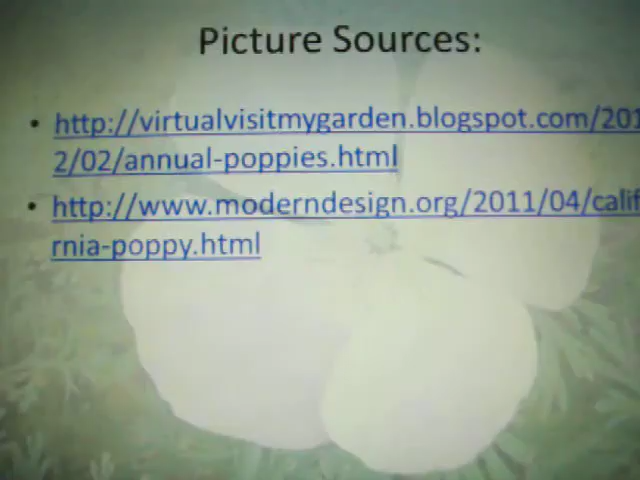 Picture Sources:
• http://virtualvisitmygarden.blogspot.com/201
2/02/annual-poppies.html
• http://www.moderndesign.org/2011/04/calif
rnia-poppy.html